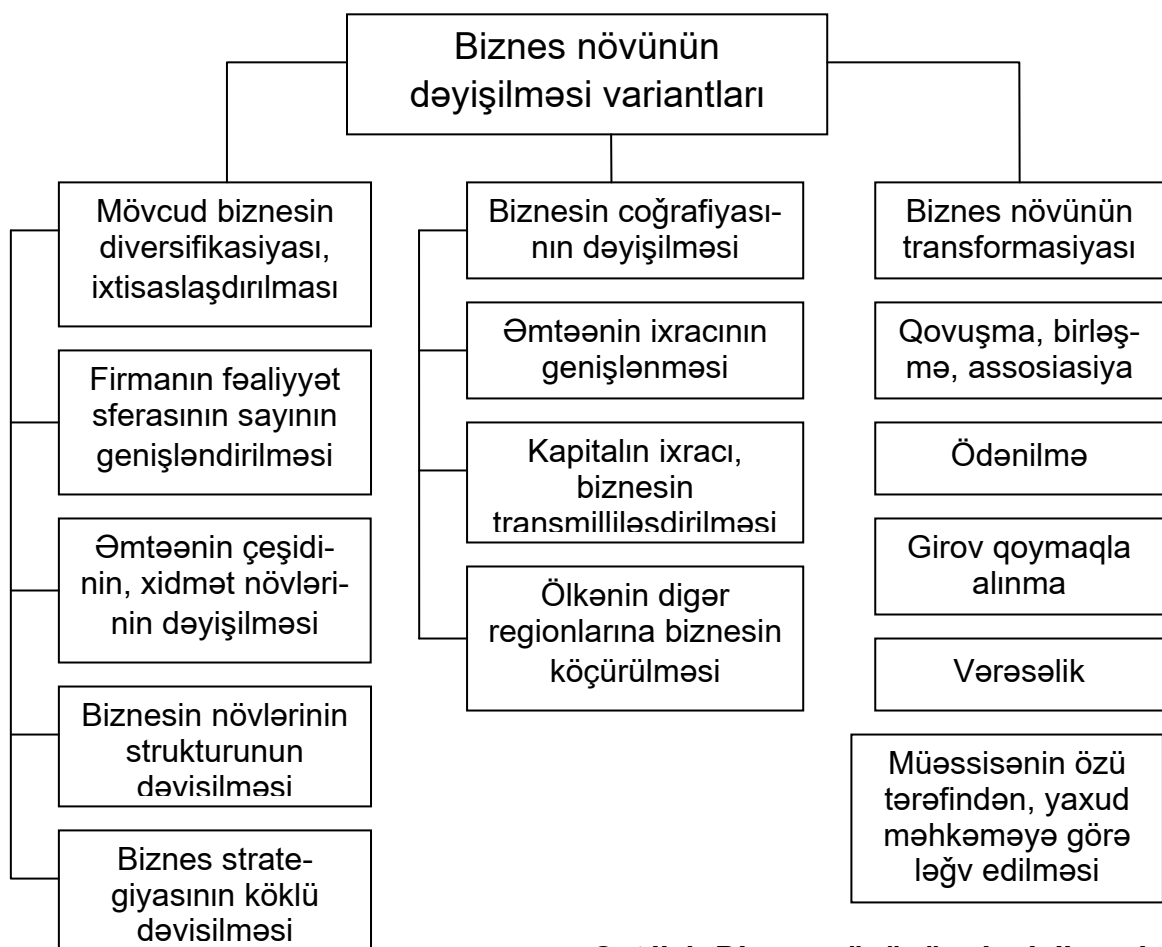 Biznes növünün
dəyişilməsi variantları
Mövcud biznesin
diversifikasiyası,
ixtisaslaşdırılması
Firmanın fəaliyyət
sferasının sayının
genişləndirilməsi
Əmtəənin çeşidi-
nin, xidmət növləri-
nin dəyişilməsi
Biznesin növlərinin
strukturunun
dəyişilməsi
Biznes strate-
giyasının köklü
dəyişilməsi
Biznesin coğrafiyası-
nın dəyişilməsi
Əmtəənin ixracının
genişlənməsi
Kapitalın ixracı,
biznesin
transmilliləşdirilməsi
Ölkənin digər
regionlarına biznesin
köçürülməsi
Biznes növünün
transformasiyası
Qovuşma, birləş-
mə, assosiasiya
Ödənilmə
Girov qoymaqla
alınma
Vərəsəlik
Müəssisənin özü
tərəfindən, yaxud
məhkəməyə görə
ləğv edilməsi